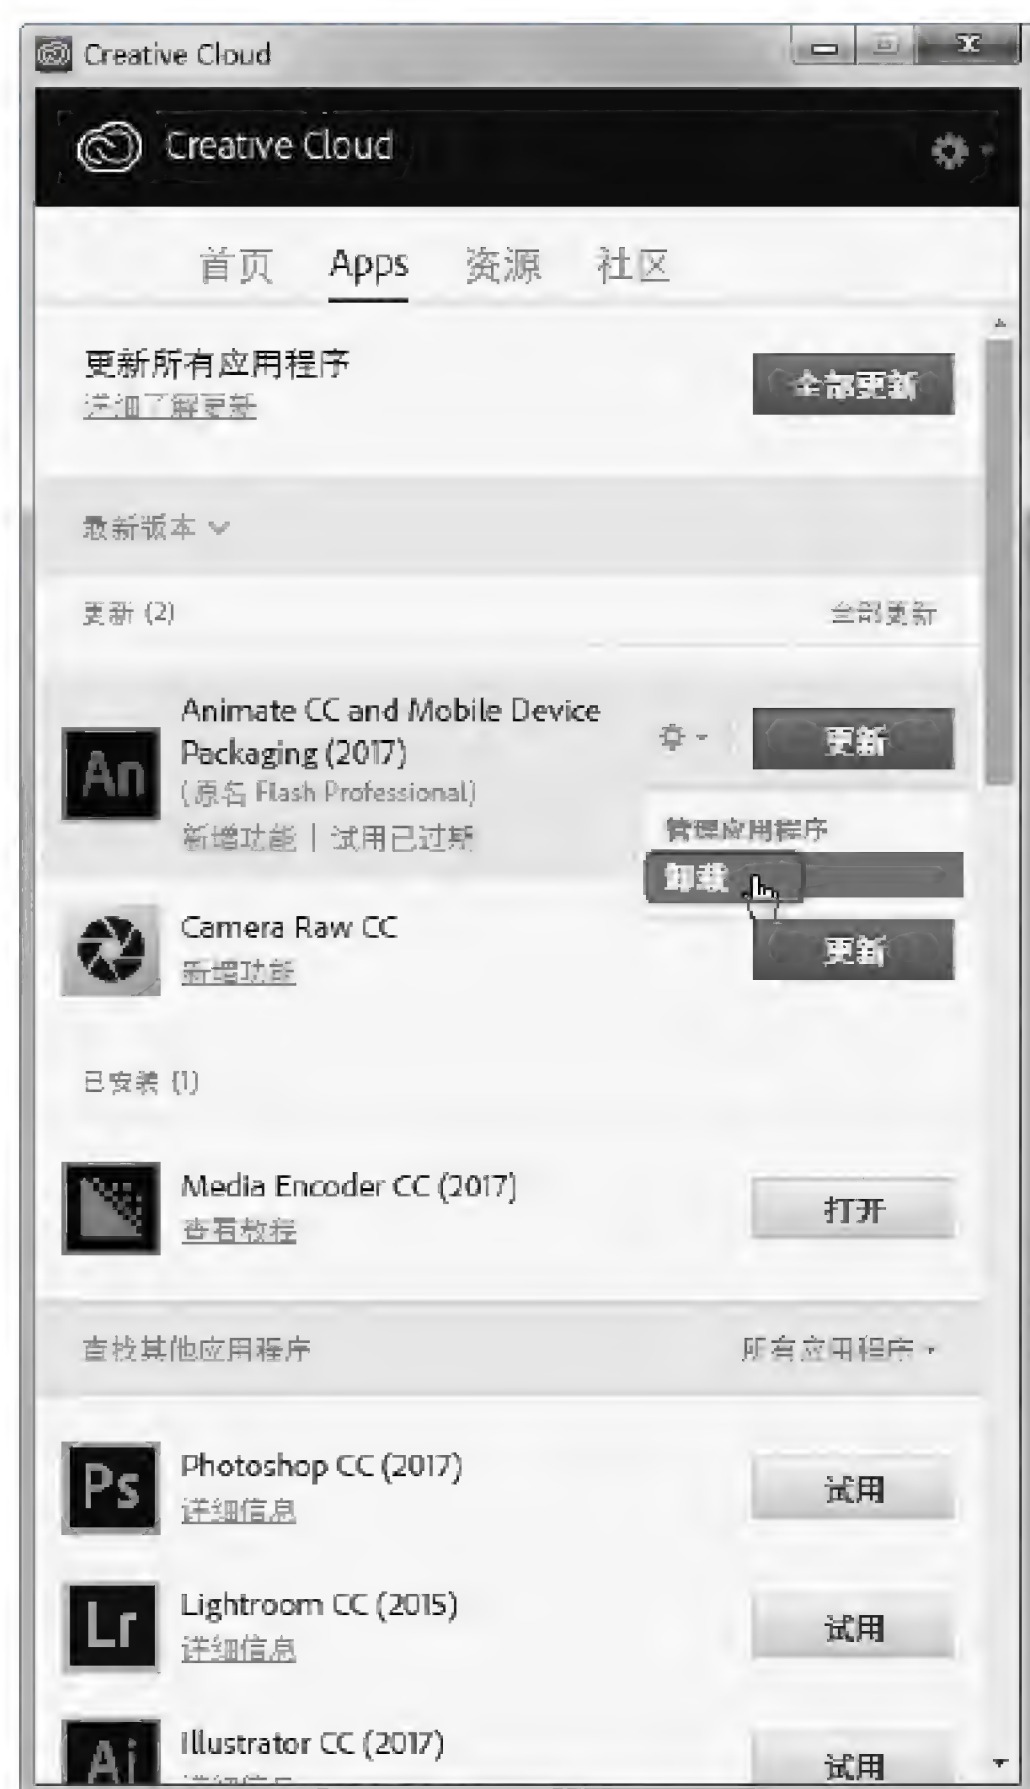 Creative Cloud
Creative Cloud
首页 Apps 资源 社区
更新所有应用程序
全部更新
详细了解更新
最新版本
更新 (2) 全部更新
Animate CC and Mobile Device
Packaging (2017)
更新
An
(原名 Flash Professional)
新增功能 | 试用已过期
管理应用程序
卸载
Camera Raw CC
更新
新增功能
已安装 (1)
Media Encoder CC (2017)
打开
查看教程
查找其他应用程序 所有应用程序
Ps
Photoshop CC (2017)
试用
详细信息
Lr
Lightroom CC (2015)
试用
详细信息
Ai
Illustrator CC (2017)
试用